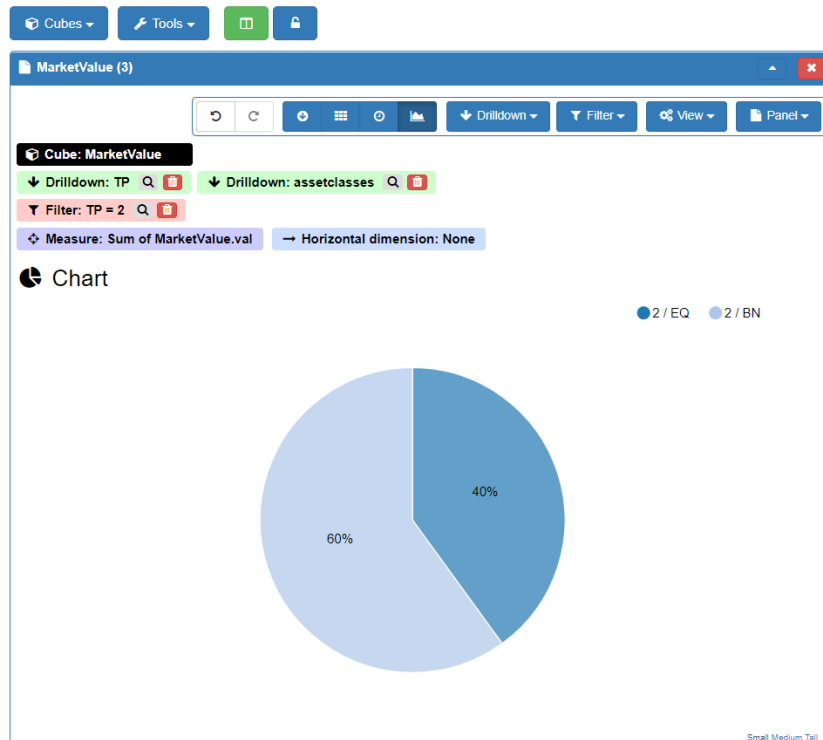 Cubes Tools
MarketValue (3)
Drilldown Filter View Panel
Cube: MarketValue
Drilldown: TP Drilldown: assetclasses
Filter: TP = 2
Measure: Sum of MarketValue.val Horizontal dimension: None
Chart
2 / EQ 2 / BN
40%
60%
Small Medium Tall